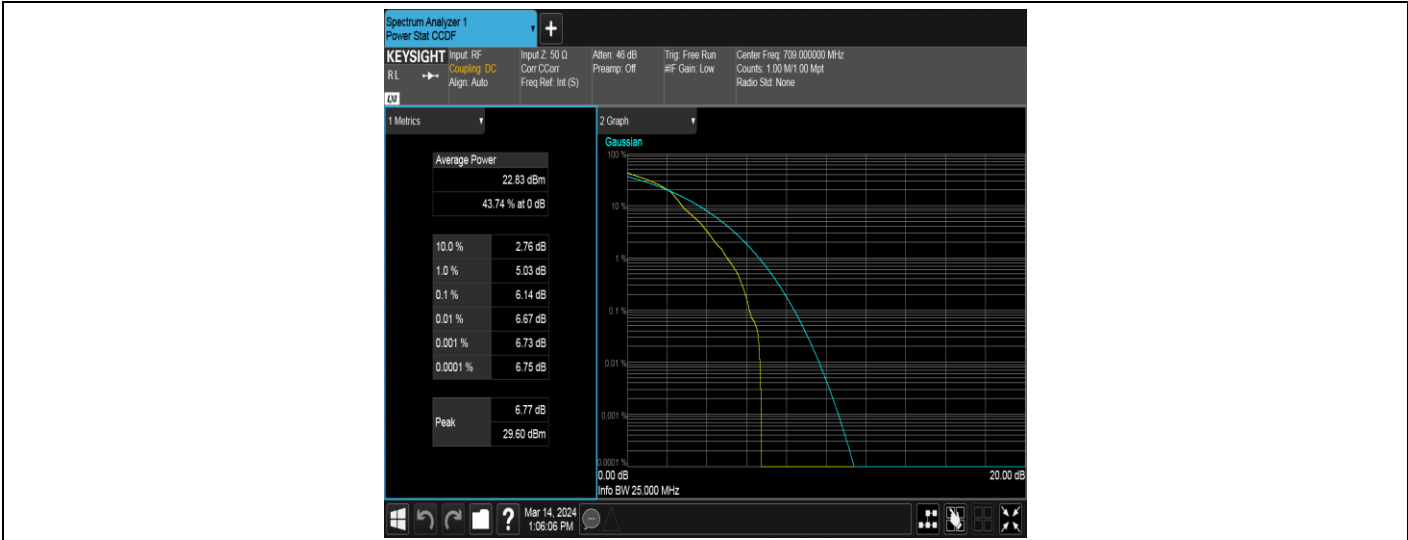 Spectrum Analyzer 1
Power Stat CCDF
+
KEYSIGHT
RL
LXI
Input: RF
Coupling: DC
Align: Auto
Input Z: 50 Ω
Corr CCorr
Freq Ref: Int (S)
Atten: 46 dB
Preamp: Off
Trig: Free Run
#IF Gain: Low
Center Freq: 709.000000 MHz
Counts: 1.00 M/1.00 Mpt
Radio Std: None
1 Metrics
Average Power
22.83 dBm
43.74 % at 0 dB
10.0 % 2.76 dB
1.0 % 5.03 dB
0.1 % 6.14 dB
0.01 % 6.67 dB
0.001 % 6.73 dB
0.0001 % 6.75 dB
Peak
6.77 dB
29.60 dBm
2 Graph
Gaussian
100 %
10 %
1 %
0.1 %
0.01 %
0.001 %
0.0001 %
0.00 dB
20.00 dB
Info BW 25.000 MHz
?
Mar 14, 2024
1:06:06 PM